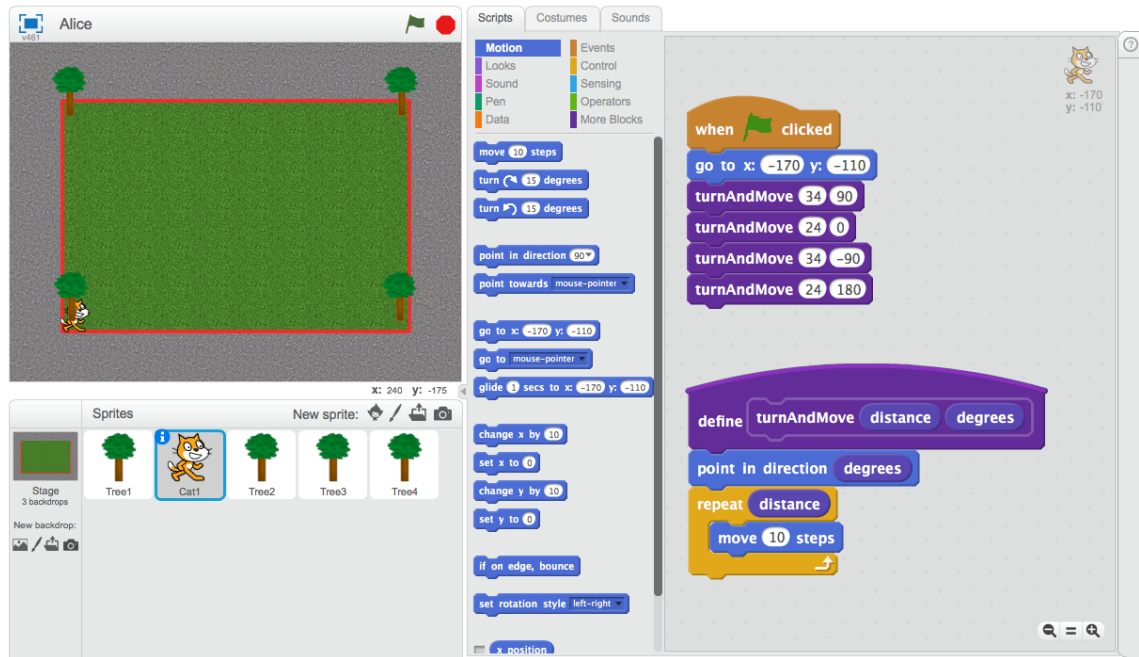 Alice
v461
x: 240 y: -175
Sprites
New sprite:
Stage
3 backdrops
New backdrop:
Tree1
Cat1
Tree2
Tree3
Tree4
Scripts
Costumes
Sounds
Motion
Looks
Sound
Pen
Data
Events
Control
Sensing
Operators
More Blocks
move 10 steps
turn 15 degrees
turn 15 degrees
point in direction 90
point towards mouse-pointer
go to x: -170 y: -110
go to mouse-pointer
glide 1 secs to x: -170 y: -110
change x by 10
set x to 0
change y by 10
set y to 0
if on edge, bounce
set rotation style left-right
x position
x: -170
y: -110
when clicked
go to x: -170 y: -110
turnAndMove 34 90
turnAndMove 24 0
turnAndMove 34 -90
turnAndMove 24 180
define turnAndMove distance degrees
point in direction degrees
repeat distance
move 10 steps